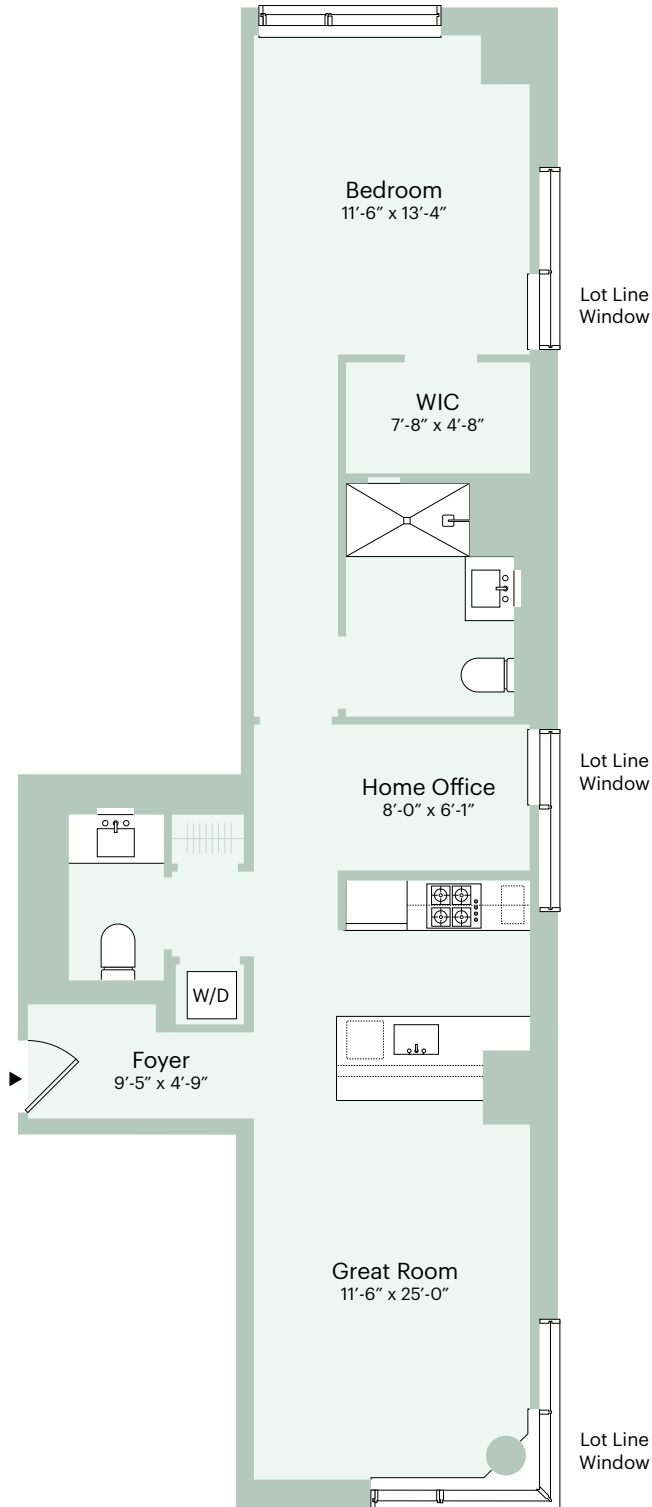 Bedroom
11’-6” x 13’-4”
Lot Line
Window
WIC
7’-8” x 4’-8”
Lot Line
Window
Home Office
8’-0” x 6’-1”
W/D
Foyer
9’-5” x 4’-9”
Great Room
11’-6” x 25’-0”
Lot Line
Window